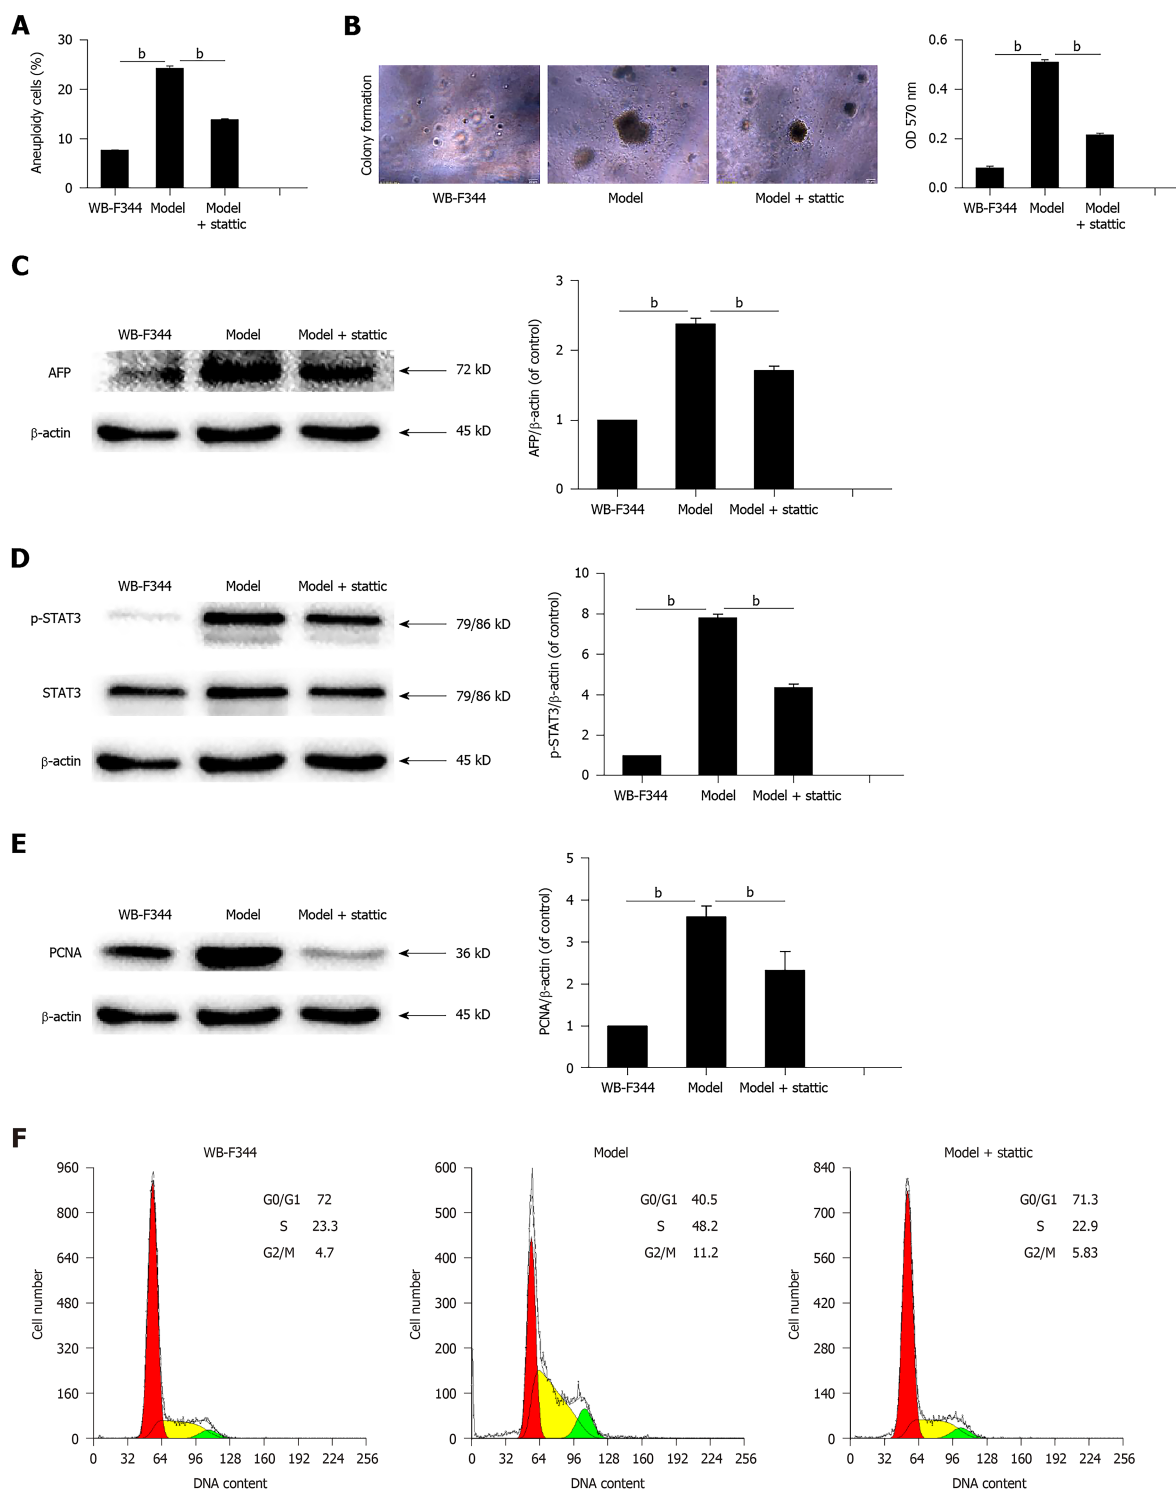 A
Aneuploidy cells (%)
30
20
10
0
b
b
WB-F344
Model
Model
+ stattic
B
Colony formation
WB-F344
Model
Model + stattic
OD 570 nm
0.6
0.4
0.2
0.0
b
b
WB-F344
Model
Model
+ stattic
C
WB-F344
Model
Model + stattic
AFP
72 kD
β-actin
45 kD
AFP/β-actin (of control)
3
2
1
0
b
b
WB-F344
Model
Model + stattic
D
WB-F344
Model
Model + stattic
p-STAT3
79/86 kD
STAT3
79/86 kD
β-actin
45 kD
p-STAT3/β-actin (of control)
10
8
6
4
2
0
b
b
WB-F344
Model
Model + stattic
E
WB-F344
Model
Model + stattic
PCNA
36 kD
β-actin
45 kD
PCNA/β-actin (of control)
5
4
3
2
1
0
b
b
WB-F344
Model
Model + stattic
F
WB-F344
Cell number
960
800
640
480
320
160
0
G0/G1 72
S 23.3
G2/M 4.7
0 32 64 96 128 160 192 224 256
DNA content
Model
Cell number
600
500
400
300
200
100
0
G0/G1 40.5
S 48.2
G2/M 11.2
0 32 64 96 128 160 192 224 256
DNA content
Model + stattic
Cell number
840
700
560
420
280
140
0
G0/G1 71.3
S 22.9
G2/M 5.83
0 32 64 96 128 160 192 224 256
DNA content